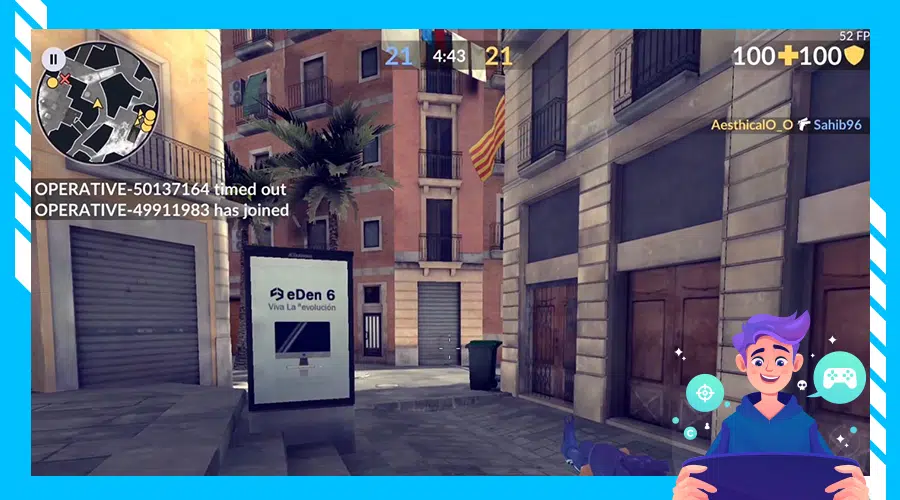 52 FP
21 4:43 21
100 100
AesthicalO_O Sahib96
OPERATIVE-50137164 timed out
OPERATIVE-49911983 has joined
eDen 6
Viva La ᴿevolución